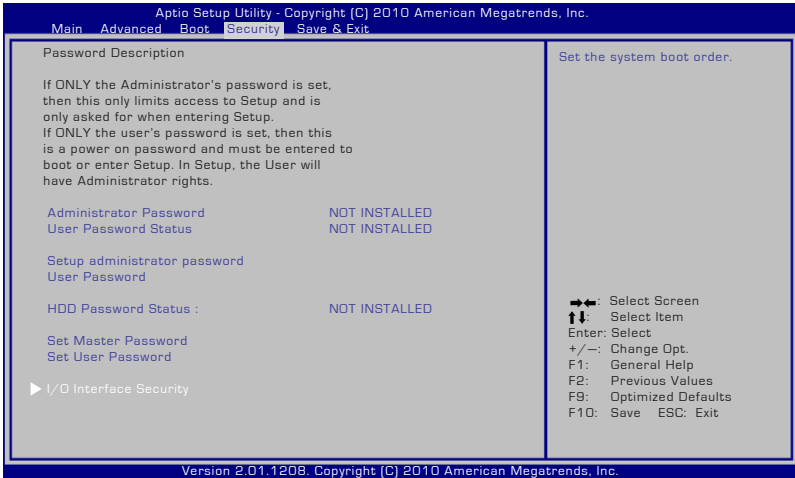 Aptio Setup Utility - Copyright (C) 2010 American Megatrends, Inc.
Main Advanced Boot Security Save & Exit
Password Description
If ONLY the Administrator's password is set,
then this only limits access to Setup and is
only asked for when entering Setup.
If ONLY the user's password is set, then this
is a power on password and must be entered to
boot or enter Setup. In Setup, the User will
have Administrator rights.
Administrator Password NOT INSTALLED
User Password Status NOT INSTALLED
Setup administrator password
User Password
HDD Password Status : NOT INSTALLED
Set Master Password
Set User Password
I/O Interface Security
Set the system boot order.
→←: Select Screen
↑↓: Select Item
Enter: Select
+/—: Change Opt.
F1: General Help
F2: Previous Values
F9: Optimized Defaults
F10: Save ESC: Exit
Version 2.01.1208. Copyright (C) 2010 American Megatrends, Inc.